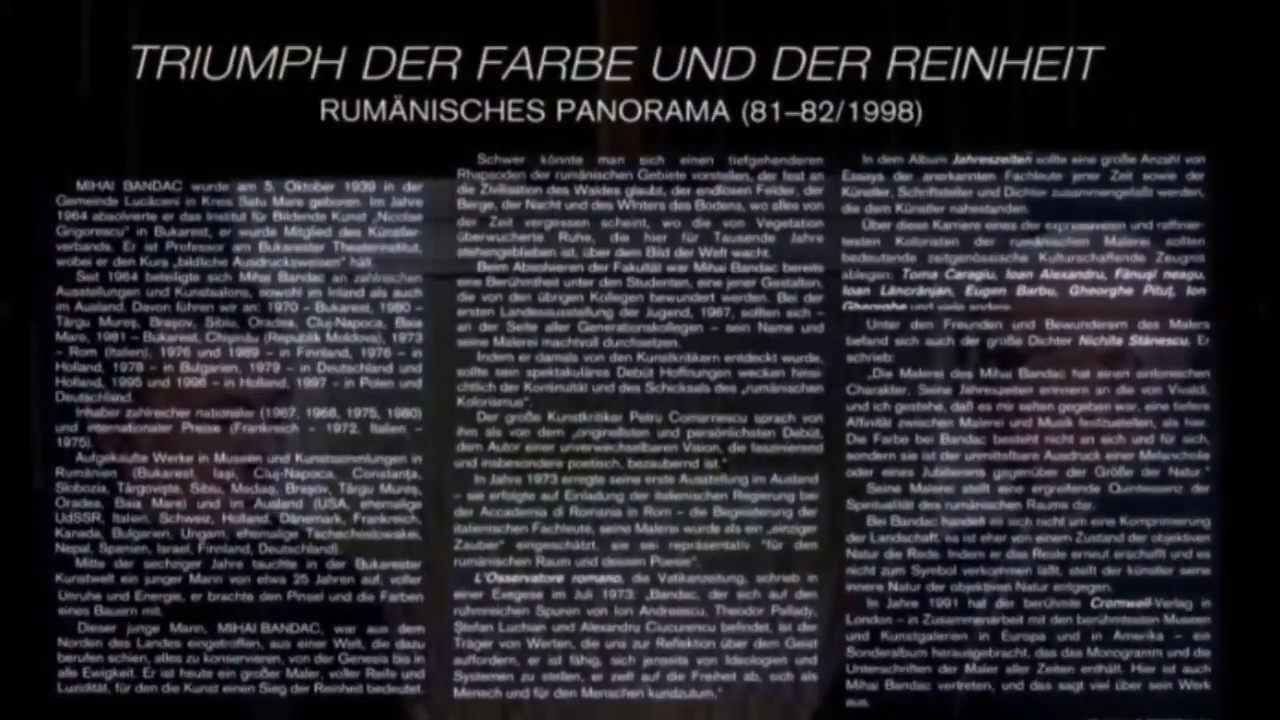 TRIUMPH DER FARBE UND DER REINHEIT
RUMÄNISCHES PANORAMA (81–82/1998)
MIHAI BANDAC wurde am 5. Oktober 1939 in der
Gemeinde Lucăceni in Kreis Satu Mare geboren. Im Jahre
1964 absolvierte er das Institut für Bildende Kunst „Nicolae
Grigorescu" in Bukarest, er wurde Mitglied des Künstler-
verbands. Er ist Professor am Bukarester Theaterinstitut,
wobei er den Kurs „bildliche Ausdrucksweisen" hält.
Seit 1964 beteiligte sich Mihai Bandac an zahlreichen
Ausstellungen und Kunstsalons, sowohl im Inland als auch
im Ausland. Davon führen wir an: 1970 – Bukarest, 1980 –
Târgu Mureş, Braşov, Sibiu, Oradea, Cluj-Napoca, Baia
Mare, 1981 – Bukarest, Chişinău (Republik Moldova), 1973
– Rom (Italien), 1976 und 1989 – in Finnland, 1976 – in
Holland, 1978 – in Bulgarien, 1979 – in Deutschland und
Holland, 1995 und 1996 – in Holland, 1997 – in Polen und
Deutschland.
Inhaber zahlreicher nationaler (1967, 1968, 1975, 1980)
und internationaler Preise (Frankreich – 1972, Italien –
1975).
Aufgekaufte Werke in Museen und Kunstsammlungen in
Rumänien (Bukarest, Iaşi, Cluj-Napoca, Constanţa,
Slobozia, Târgovişte, Sibiu, Mediaş, Braşov, Târgu Mureş,
Oradea, Baia Mare) und im Ausland (USA, ehemalige
UdSSR, Italien, Schweiz, Holland, Dänemark, Frankreich,
Kanada, Bulgarien, Ungarn, ehemalige Tschechoslowakei,
Nepal, Spanien, Israel, Finnland, Deutschland).
Mitte der sechziger Jahre tauchte in der Bukarester
Kunstwelt ein junger Mann von etwa 25 Jahren auf, voller
Unruhe und Energie, er brachte den Pinsel und die Farben
eines Bauern mit.
Dieser junge Mann, MIHAI BANDAC, war aus dem
Norden des Landes eingetroffen, aus einer Welt, die dazu
berufen schien, alles zu konservieren, von der Genesis bis in
alle Ewigkeit. Er ist heute ein großer Maler, voller Reife und
Luzidität, für den die Kunst einen Sieg der Reinheit bedeutet.
Schwer könnte man sich einen tiefgehenderen
Rhapsoden der rumänischen Gebiete vorstellen, der fest an
die Zivilisation des Waldes glaubt, der endlosen Felder, der
Berge, der Nacht und des Winters des Bodens, wo alles von
der Zeit vergessen scheint, wo die von Vegetation
überwucherte Ruhe, die hier für Tausende Jahre
stehengeblieben ist, über dem Bild der Welt wacht.
Beim Absolvieren der Fakultät war Mihai Bandac bereits
eine Berühmtheit unter den Studenten, eine jener Gestalten,
die von den übrigen Kollegen bewundert werden. Bei der
ersten Landesausstellung der Jugend, 1967, sollten sich –
an der Seite aller Generationskollegen – sein Name und
seine Malerei machtvoll durchsetzen.
Indem er damals von den Kunstkritikern entdeckt wurde,
sollte sein spektakuläres Debüt Hoffnungen wecken hinsi-
chtlich der Kontinuität und des Schicksals des „rumänischen
Kolorismus".
Der große Kunstkritiker Petru Comarnescu sprach von
ihm als von dem „originellsten und persönlichsten Debüt,
dem Autor einer unverwechselbaren Vision, die faszinierend
und insbesondere poetisch, bezaubernd ist."
In Jahre 1973 erregte seine erste Ausstellung im Ausland
– sie erfolgte auf Einladung der italienischen Regierung bei
der Accademia di Romania in Rom – die Begeisterung der
italienischen Fachleute, seine Malerei wurde als ein „einziger
Zauber" eingeschätzt, sie sei repräsentativ "für den
rumänischen Raum und dessen Poesie".
L'Osservatore romano, die Vatikanzeitung, schrieb in
einer Exegese im Juli 1973: „Bandac, der sich auf den
ruhmreichen Spuren von Ion Andreescu, Theodor Pallady,
Ştefan Luchian und Alexandru Ciucurencu befindet, ist der
Träger von Werten, die uns zur Reflektion über dem Geist
auffordern, er ist fähig, sich jenseits von Ideologien und
Systemen zu stellen, er zielt auf die Freiheit ab, sich als
Mensch und für den Menschen kundzutum."
In dem Album Jahreszeiten sollte eine große Anzahl von
Essays der anerkannten Fachleute jener Zeit sowie der
Künstler, Schriftsteller und Dichter zusammengefaßt werden,
die dem Künstler nahestanden.
Über diese Karriere eines der expressivsten und raffinier-
testen Koloristen der rumänischen Malerei sollten
bedeutende zeitgenössische Kulturschaffende Zeugnis
ablegen: Toma Caragiu, Ioan Alexandru, Fănuşi neagu,
Ioan Lăncrănjan, Eugen Barbu, Gheorghe Pituţ, Ion
Gheorghe und viele andere.
Unter den Freunden und Bewunderern des Malers
befand sich auch der große Dichter Nichita Stănescu. Er
schrieb:
„Die Malerei des Mihai Bandac hat einen sinfonischen
Charakter. Seine Jahreszeiten erinnern an die von Vivaldi,
und ich gestehe, daß es mir selten gegeben war, eine tiefere
Affinität zwischen Malerei und Musik festzustellen, als hier.
Die Farbe bei Bandac besteht nicht an sich und für sich,
sondern sie ist der unmittelbare Ausdruck einer Melancholie
oder eines Jubilierens gegenüber der Größe der Natur."
Seine Malerei stellt eine ergreifende Quintessenz der
Spiritualität des rumänischen Raums dar.
Bei Bandac handelt es sich nicht um eine Komprimierung
der Landschaft, es ist eher von einem Zustand der objektiven
Natur die Rede. Indem er das Reale erneut erschafft und es
nicht zum Symbol verkommen läßt, stellt der künstler seine
innere Natur der objektiven Natur entgegen.
In Jahre 1991 hat der berühmte Cromwell-Verlag in
London – in Zusammenarbeit mit den berühmtesten Museen
und Kunstgalerien in Europa und in Amerika – ein
Sonderalbum herausgebracht, das das Monogramm und die
Unterschriften der Maler aller Zeiten enthält. Hier ist auch
Mihai Bandac vertreten, und das sagt viel über sein Werk
aus.